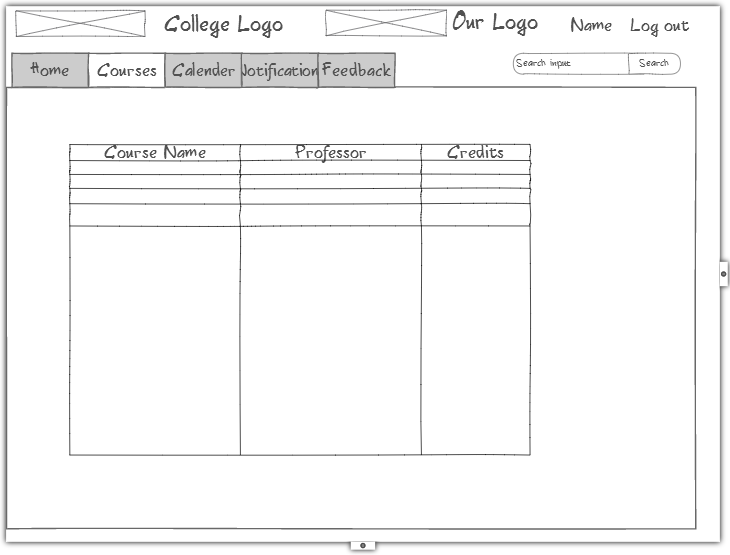 College Logo
Our Logo
Name
Log out
Home
Courses
Calender
Notification
Feedback
Search input
Search
Course Name
Professor
Credits